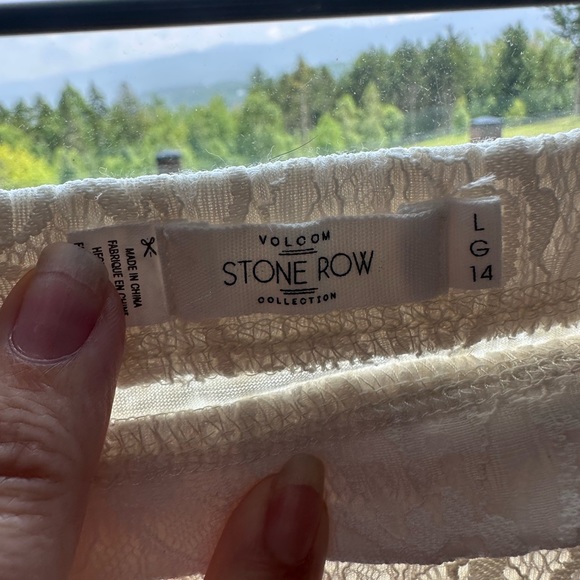 MADE IN CHINA
FABRIQUE EN CHINE
VOLCOM
STONE ROW
COLLECTION
L
G
14